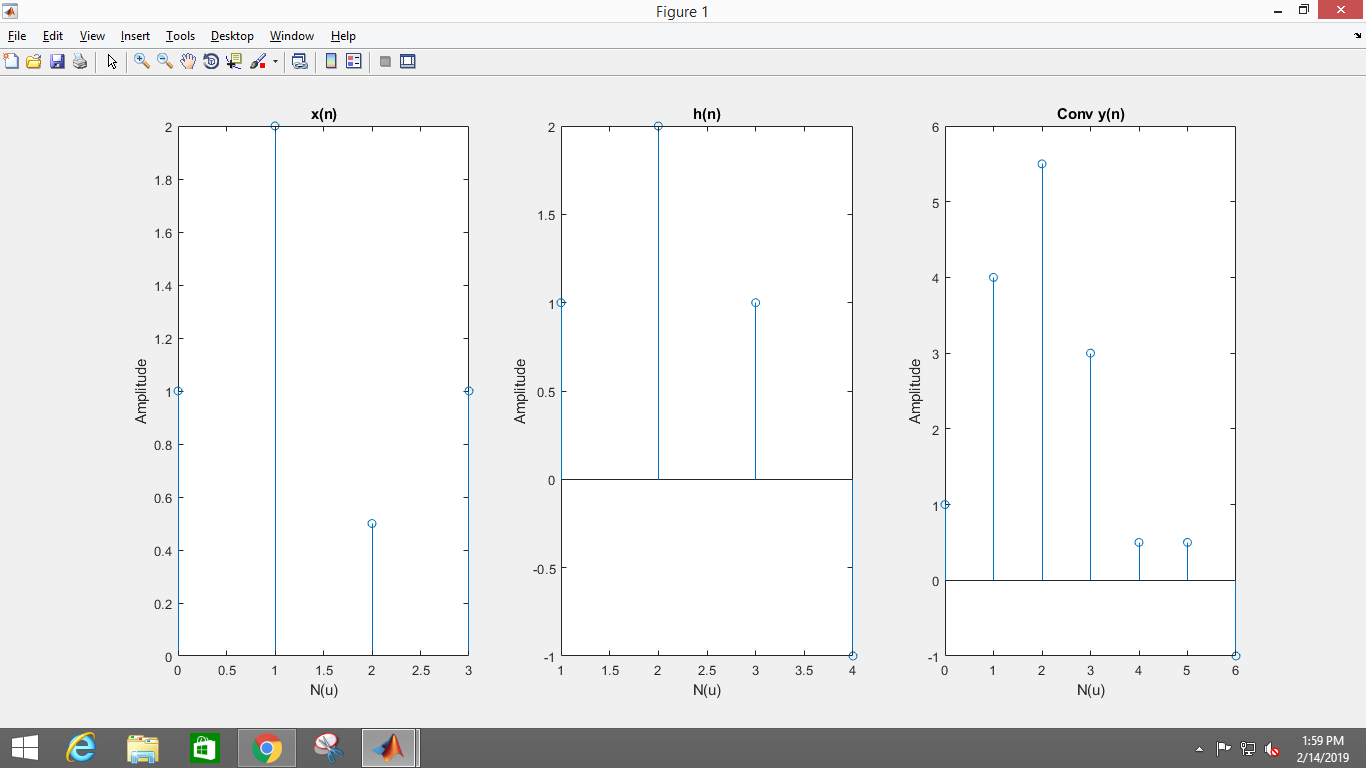 Figure 1
File Edit View Insert Tools Desktop Window Help
x(n)
2
1.8
1.6
1.4
1.2
1
0.8
0.6
0.4
0.2
0
Amplitude
0 0.5 1 1.5 2 2.5 3
N(u)
h(n)
2
1.5
1
0.5
0
-0.5
-1
Amplitude
1 1.5 2 2.5 3 3.5 4
N(u)
Conv y(n)
6
5
4
3
2
1
0
-1
Amplitude
0 1 2 3 4 5 6
N(u)
1:59 PM
2/14/2019